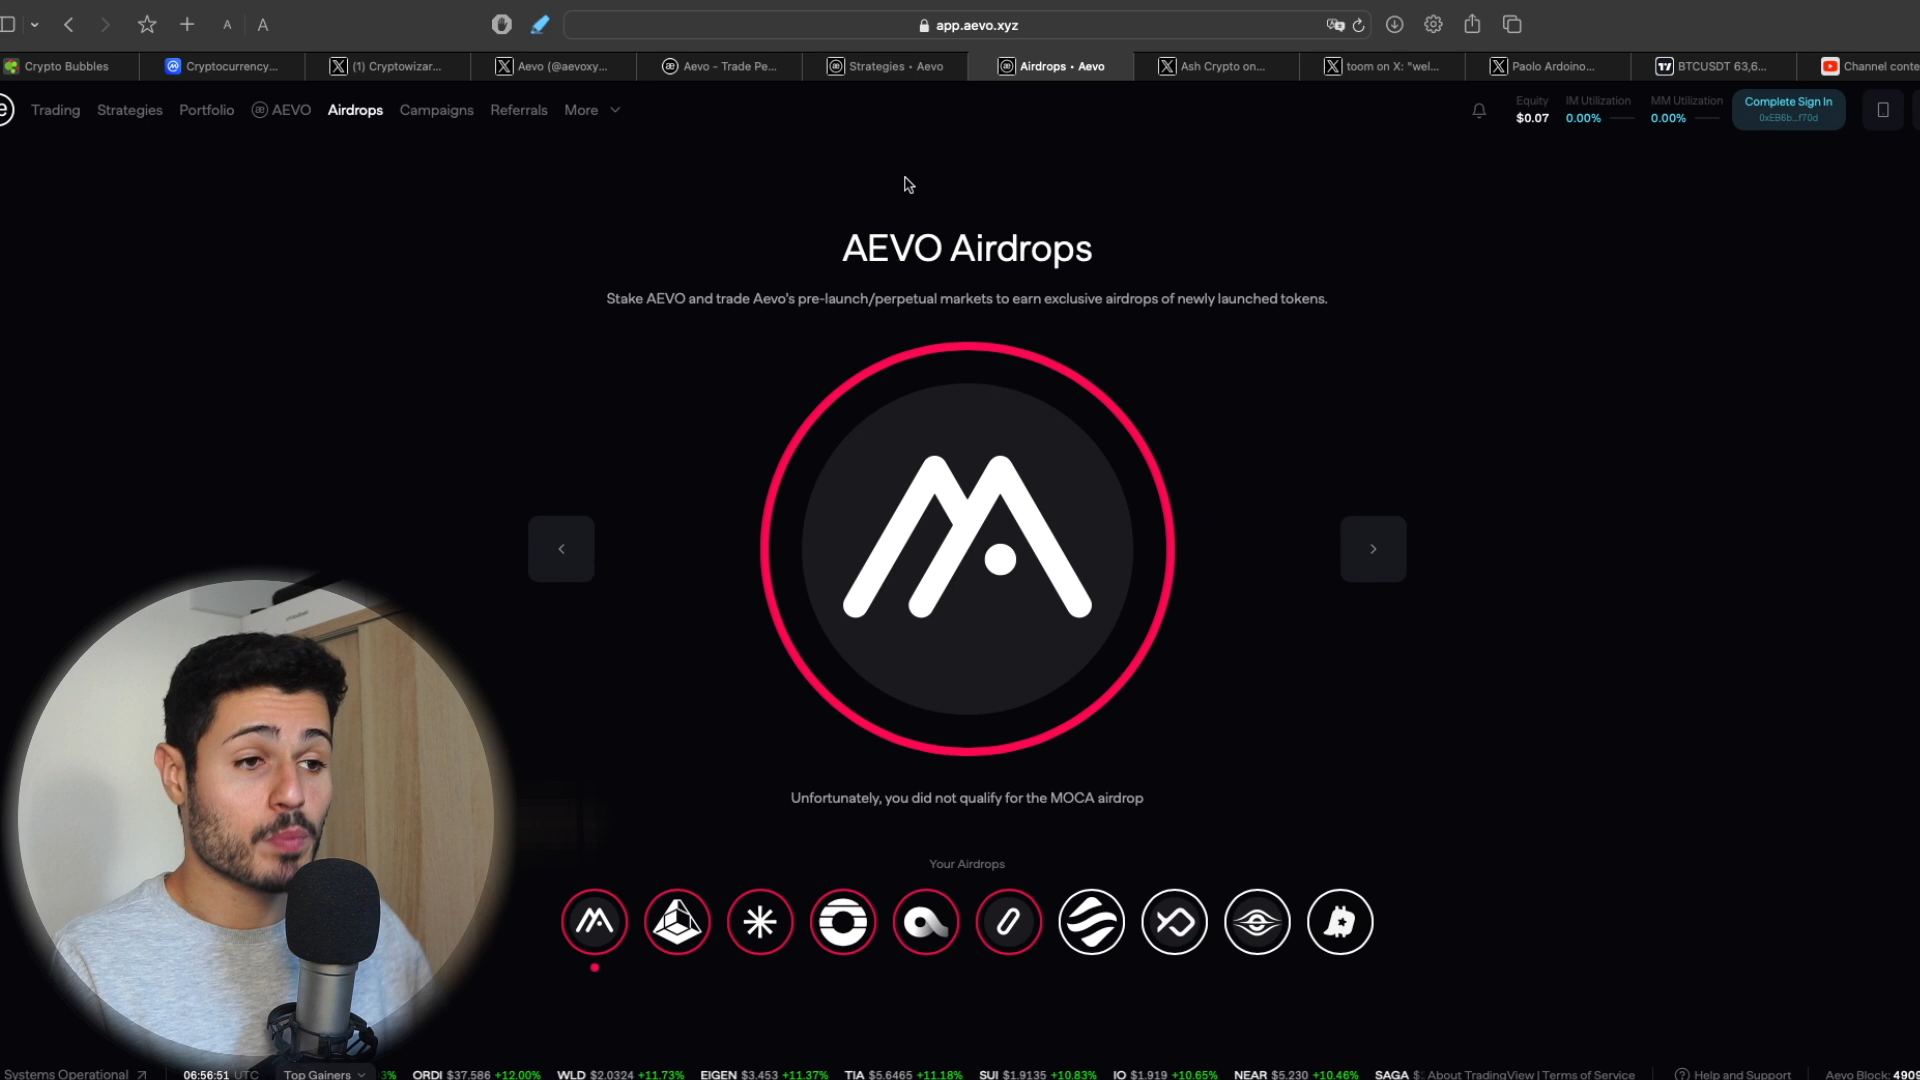 A A app.aevo.xyz
Crypto Bubbles Cryptocurrency... (1) Cryptowizar... Aevo (@aevoxy... Aevo - Trade Pe... Strategies • Aevo Airdrops • Aevo Ash Crypto on... toom on X: "wel... Paolo Ardoino... BTCUSDT 63,6... Channel conte
Trading Strategies Portfolio AEVO Airdrops Campaigns Referrals More
Equity IM Utilization MM Utilization Complete Sign In
$0.07 0.00% 0.00% 0xEB6b...f70d
AEVO Airdrops
Stake AEVO and trade Aevo's pre-launch/perpetual markets to earn exclusive airdrops of newly launched tokens.
Unfortunately, you did not qualify for the MOCA airdrop
Your Airdrops
Systems Operational 06:56:51 UTC Top Gainers 3% ORDI $37.586 +12.00% WLD $2.0324 +11.73% EIGEN $3.453 +11.37% TIA $5.6465 +11.18% SUI $1.9135 +10.83% IO $1.919 +10.65% NEAR $5.230 +10.46% SAGA $ About TradingView | Terms of Service Help and Support Aevo Block: 4909